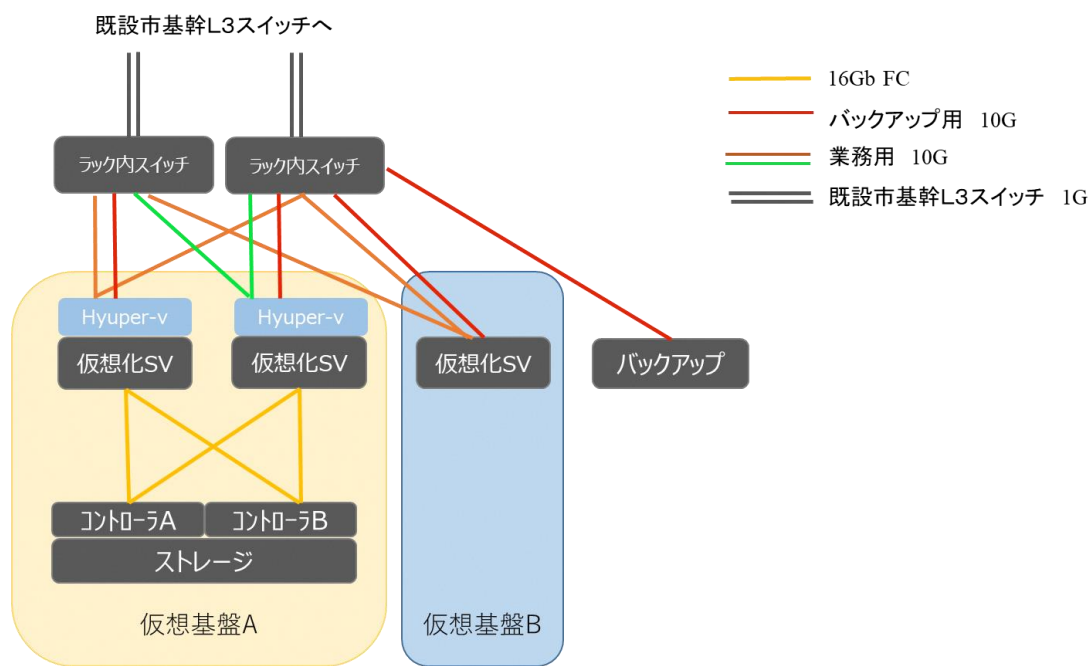 既設市基幹L3スイッチへ
16Gb FC
バックアップ用 10G
業務用 10G
既設市基幹L3スイッチ 1G
ラック内スイッチ
ラック内スイッチ
Hyuper-v
Hyuper-v
仮想化SV
仮想化SV
仮想化SV
バックアップ
コントローラA
コントローラB
ストレージ
仮想基盤A
仮想基盤B